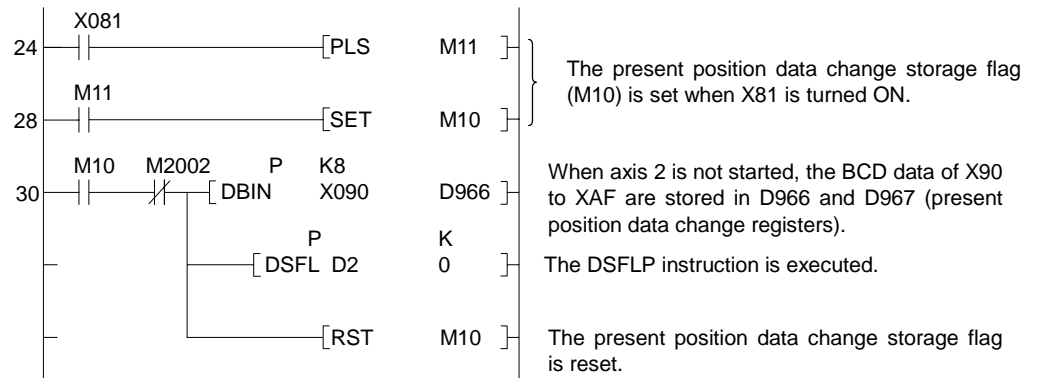 X081
24 [PLS M11 ]
The present position data change storage flag
(M10) is set when X81 is turned ON.
M11
28 [SET M10 ]
M10 M2002 P K8
30 [DBIN X090 D966 ]
When axis 2 is not started, the BCD data of X90
to XAF are stored in D966 and D967 (present
position data change registers).
P K
[DSFL D2 0 ]
The DSFLP instruction is executed.
[RST M10 ]
The present position data change storage flag
is reset.